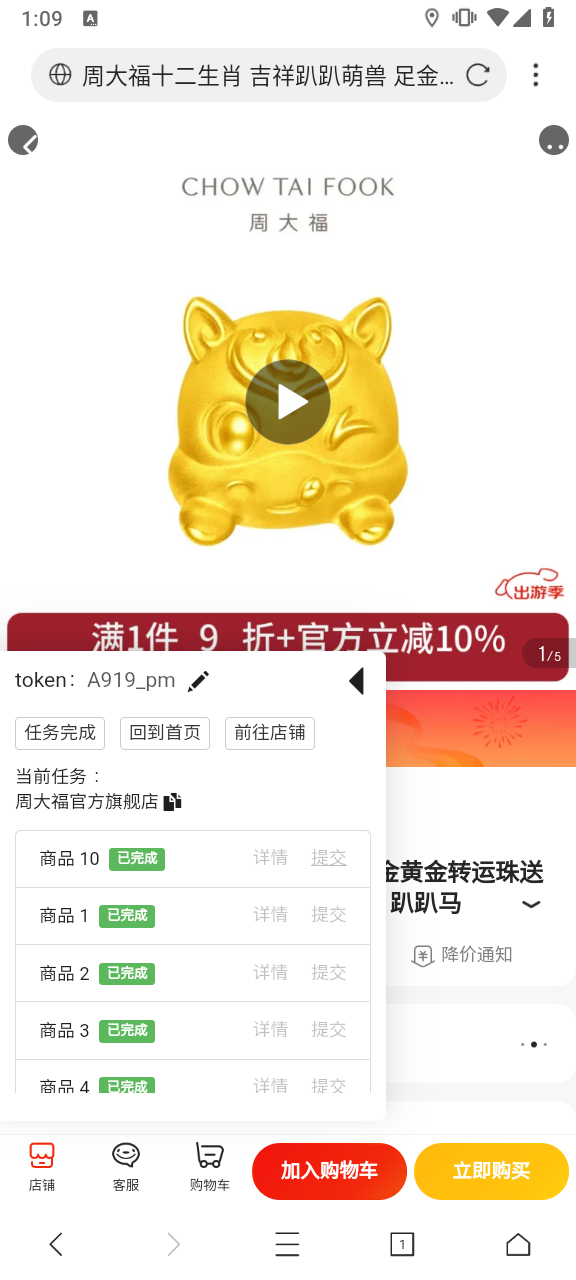 1:09
A
周大福十二生肖 吉祥趴趴萌兽 足金...
CHOW TAI FOOK
周大福
出游季
满1件 9 折+官方立减10%
1/5
token: A919_pm
任务完成 回到首页 前往店铺
当前任务：
周大福官方旗舰店
商品 10 已完成 详情 提交
商品 1 已完成 详情 提交
商品 2 已完成 详情 提交
商品 3 已完成 详情 提交
商品 4 已完成 详情 提交
金黄金转运珠送
趴趴马
降价通知
店铺 客服 购物车 加入购物车 立即购买
1